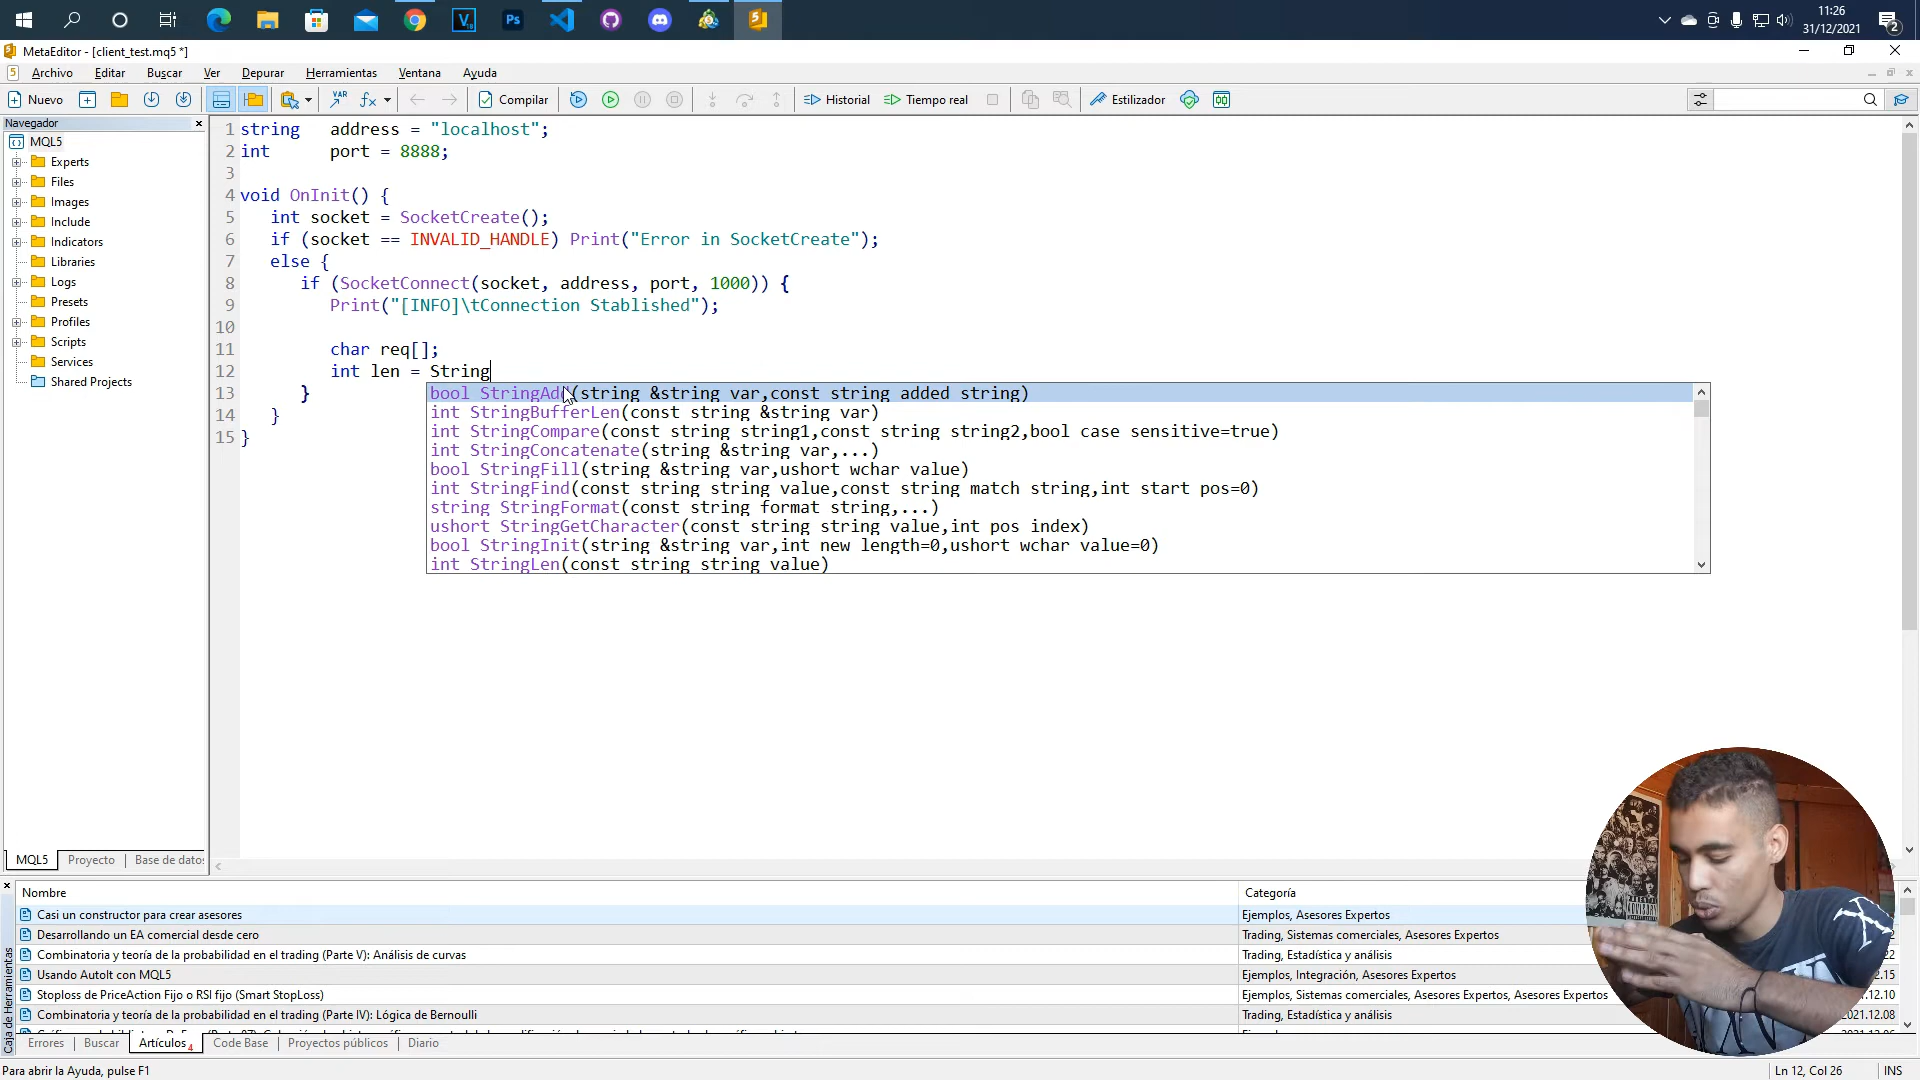 11:26
31/12/2021
2
MetaEditor - [client_test.mq5 *]
Archivo Editar Buscar Ver Depurar Herramientas Ventana Ayuda
Nuevo Compilar Historial Tiempo real Estilizador
Navegador
MQL5
Experts
Files
Images
Include
Indicators
Libraries
Logs
Presets
Profiles
Scripts
Services
Shared Projects
MQL5 Proyecto Base de datos
1 string address = "localhost";
2 int port = 8888;
3
4 void OnInit() {
5 int socket = SocketCreate();
6 if (socket == INVALID_HANDLE) Print("Error in SocketCreate");
7 else {
8 if (SocketConnect(socket, address, port, 1000)) {
9 Print("[INFO]\tConnection Stablished");
10
11 char req[];
12 int len = String
13 }
14 }
15 }
bool StringAdd(string &string var,const string added string)
int StringBufferLen(const string &string var)
int StringCompare(const string string1,const string string2,bool case sensitive=true)
int StringConcatenate(string &string var,...)
bool StringFill(string &string var,ushort wchar value)
int StringFind(const string string value,const string match string,int start pos=0)
string StringFormat(const string format string,...)
ushort StringGetCharacter(const string string value,int pos index)
bool StringInit(string &string var,int new length=0,ushort wchar value=0)
int StringLen(const string string value)
Caja de Herramientas
Nombre Categoría
Casi un constructor para crear asesores Ejemplos, Asesores Expertos
Desarrollando un EA comercial desde cero Trading, Sistemas comerciales, Asesores Expertos
Combinatoria y teoría de la probabilidad en el trading (Parte V): Análisis de curvas Trading, Estadística y análisis
Usando AutoIt con MQL5 Ejemplos, Integración, Asesores Expertos
Stoploss de PriceAction Fijo o RSI fijo (Smart StopLoss) Ejemplos, Sistemas comerciales, Asesores Expertos, Asesores Expertos
Combinatoria y teoría de la probabilidad en el trading (Parte IV): Lógica de Bernoulli Trading, Estadística y análisis 2021.12.08
Errores Buscar Artículos 4 Code Base Proyectos públicos Diario
Para abrir la Ayuda, pulse F1 Ln 12, Col 26 INS